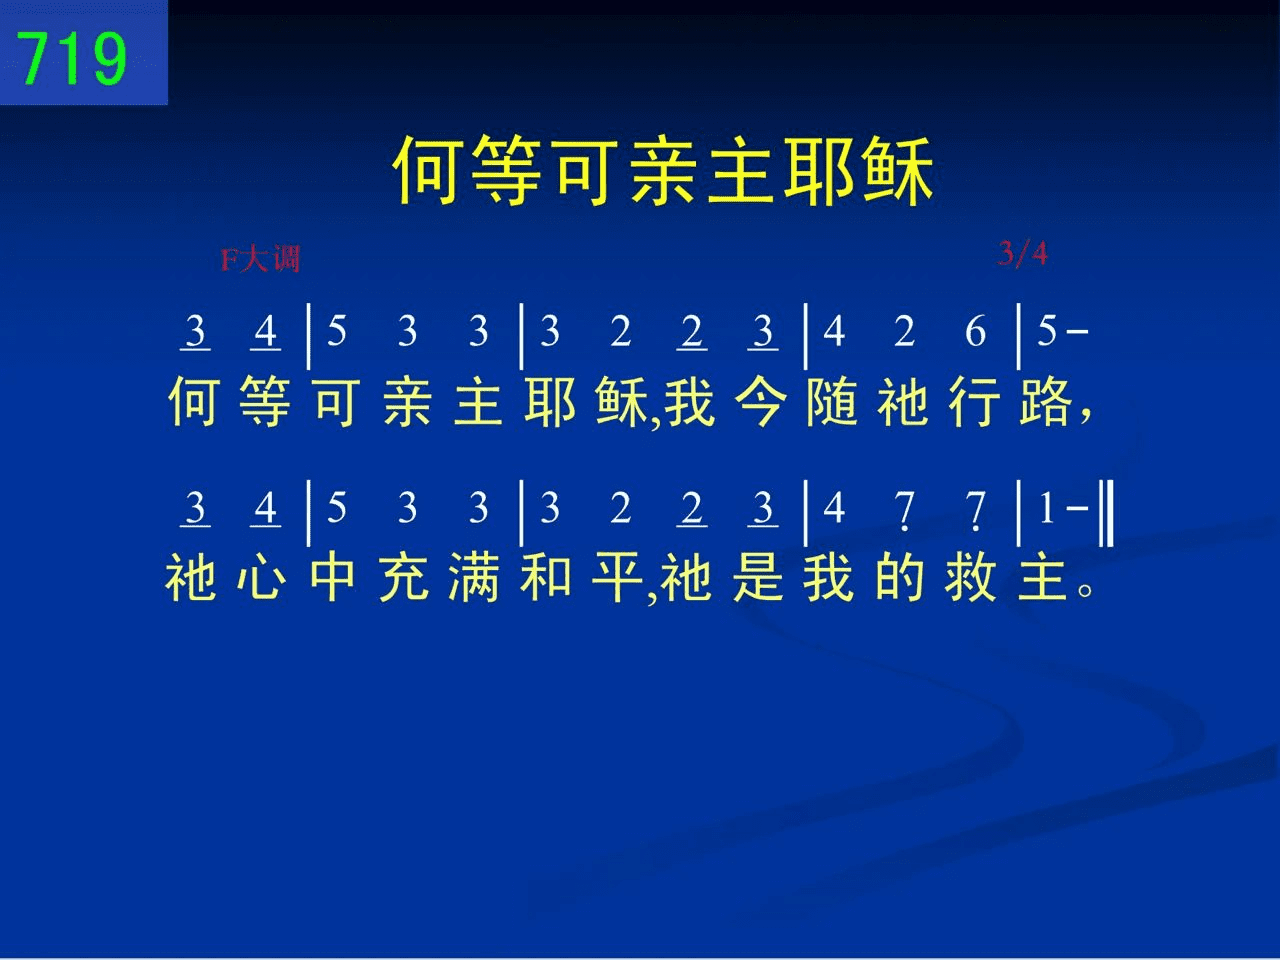 719
何等可亲主耶稣
F大调 3/4
3 4 | 5 3 3 | 3 2 2 3 | 4 2 6 | 5 -
何等可亲主耶稣,我今随祂行路，
3 4 | 5 3 3 | 3 2 2 3 | 4 7̣ 7̣ | 1 - ‖
祂心中充满和平,祂是我的救主。